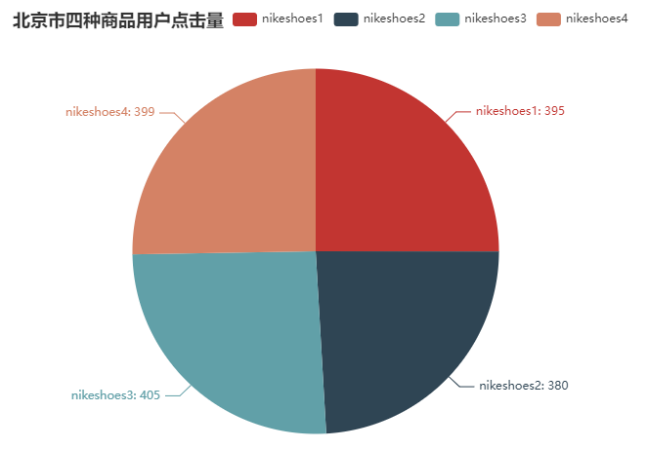 北京市四种商品用户点击量
nikeshoes1
nikeshoes2
nikeshoes3
nikeshoes4
nikeshoes4: 399
nikeshoes1: 395
nikeshoes3: 405
nikeshoes2: 380